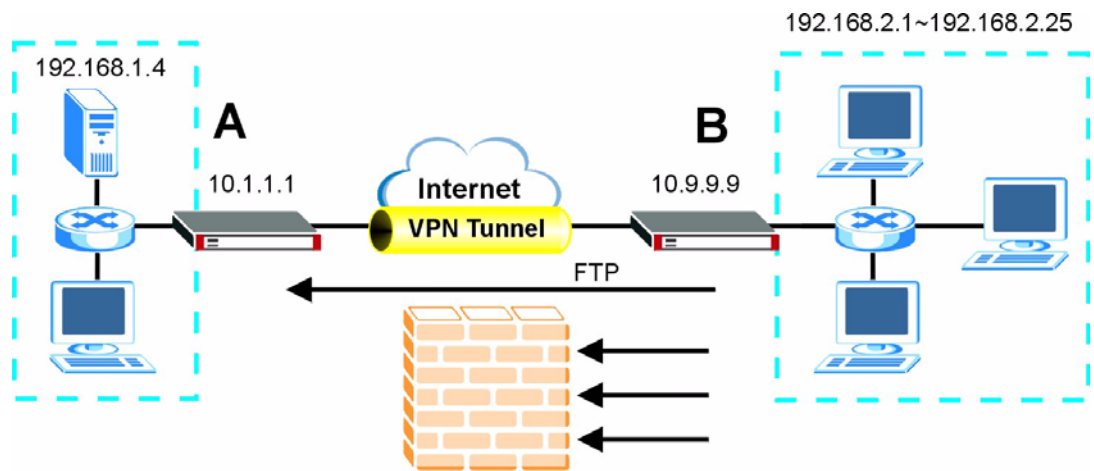 192.168.2.1~192.168.2.25
192.168.1.4
A
B
10.1.1.1
10.9.9.9
Internet
VPN Tunnel
FTP